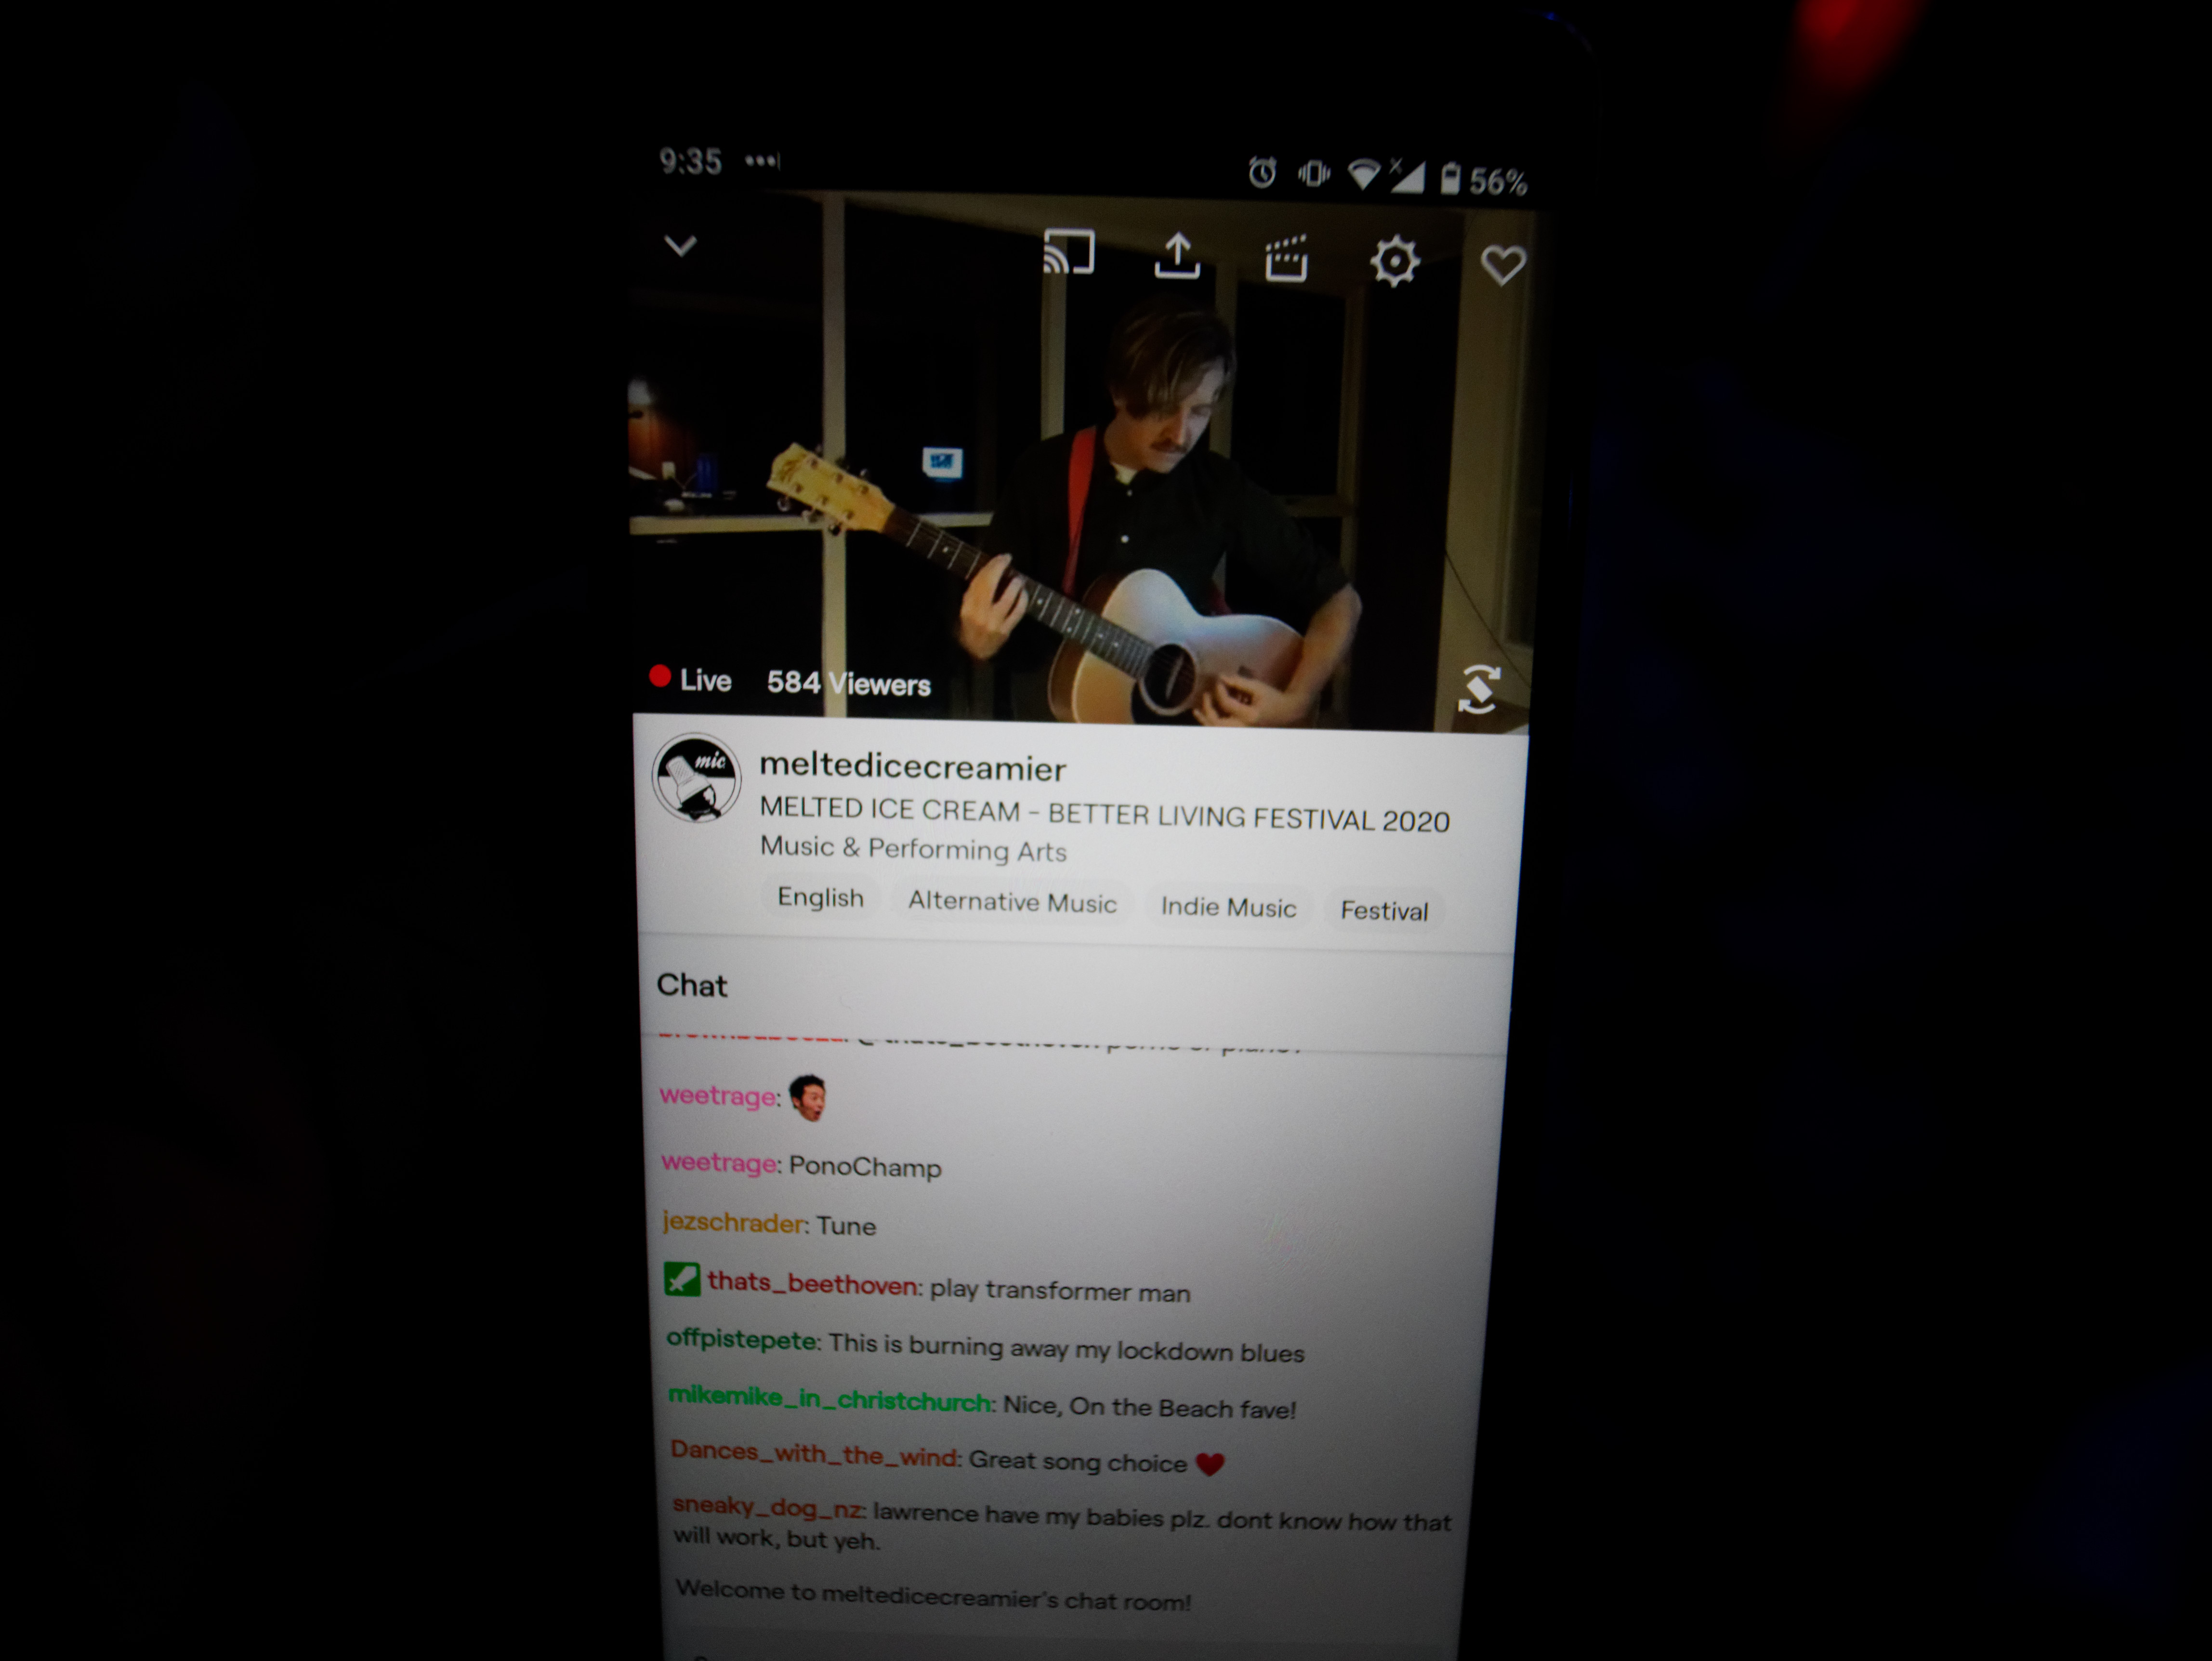 9:35
56%
Live 584 Viewers
mic
meltedicecreamier
MELTED ICE CREAM - BETTER LIVING FESTIVAL 2020
Music & Performing Arts
English Alternative Music Indie Music Festival
Chat
weetrage:
weetrage: PonoChamp
jezschrader: Tune
thats_beethoven: play transformer man
offpistepete: This is burning away my lockdown blues
mikemike_in_christchurch: Nice, On the Beach fave!
Dances_with_the_wind: Great song choice ❤️
sneaky_dog_nz: lawrence have my babies plz. dont know how that
will work, but yeh.
Welcome to meltedicecreamier's chat room!